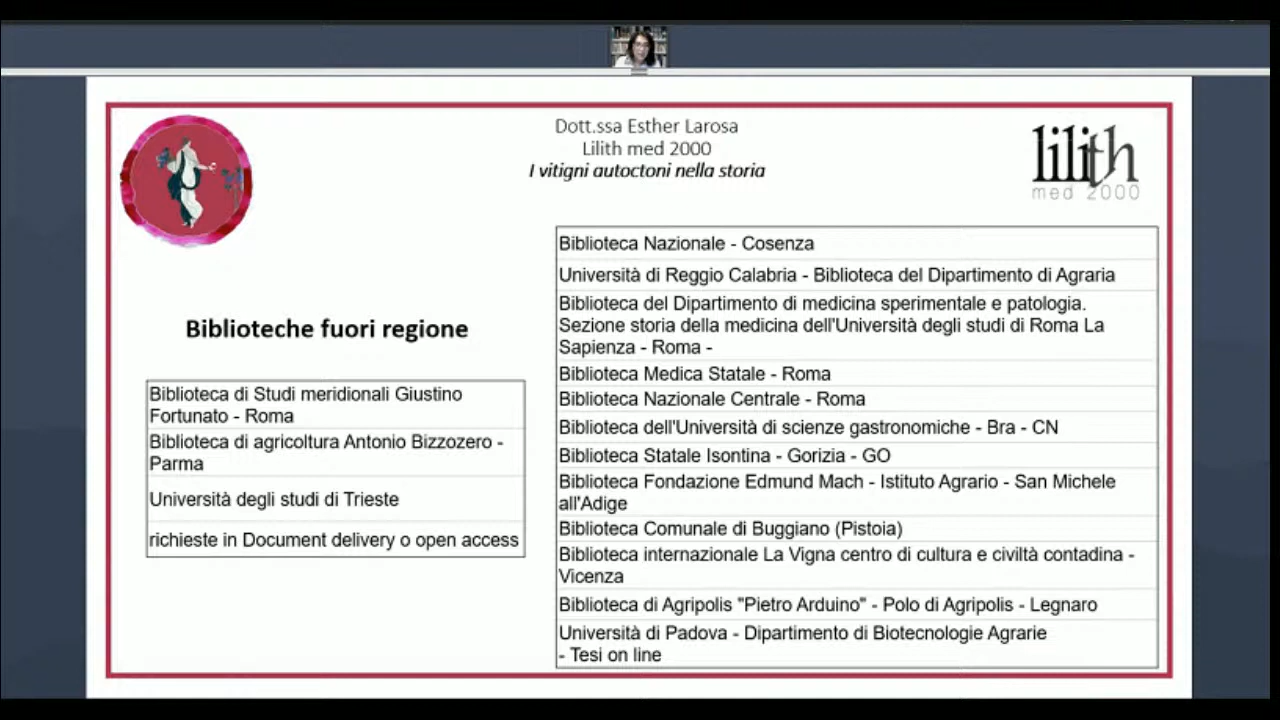 Dott.ssa Esther Larosa
Lilith med 2000
I vitigni autoctoni nella storia
lilith
med 2000
Biblioteche fuori regione
Biblioteca di Studi meridionali Giustino
Fortunato - Roma
Biblioteca di agricoltura Antonio Bizzozero -
Parma
Università degli studi di Trieste
richieste in Document delivery o open access
Biblioteca Nazionale - Cosenza
Università di Reggio Calabria - Biblioteca del Dipartimento di Agraria
Biblioteca del Dipartimento di medicina sperimentale e patologia.
Sezione storia della medicina dell'Università degli studi di Roma La
Sapienza - Roma -
Biblioteca Medica Statale - Roma
Biblioteca Nazionale Centrale - Roma
Biblioteca dell'Università di scienze gastronomiche - Bra - CN
Biblioteca Statale Isontina - Gorizia - GO
Biblioteca Fondazione Edmund Mach - Istituto Agrario - San Michele
all'Adige
Biblioteca Comunale di Buggiano (Pistoia)
Biblioteca internazionale La Vigna centro di cultura e civiltà contadina -
Vicenza
Biblioteca di Agripolis "Pietro Arduino" - Polo di Agripolis - Legnaro
Università di Padova - Dipartimento di Biotecnologie Agrarie
- Tesi on line